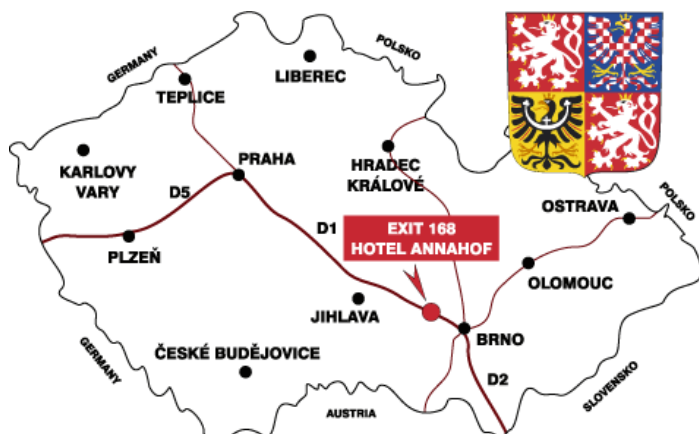 GERMANY
POLSKO
LIBEREC
TEPLICE
KARLOVY
VARY
PRAHA
HRADEC
KRÁLOVÉ
D5
D1
POLSKO
OSTRAVA
EXIT 168
HOTEL ANNAHOF
PLZEŇ
OLOMOUC
JIHLAVA
BRNO
ČESKÉ BUDĚJOVICE
GERMANY
D2
SLOVENSKO
AUSTRIA